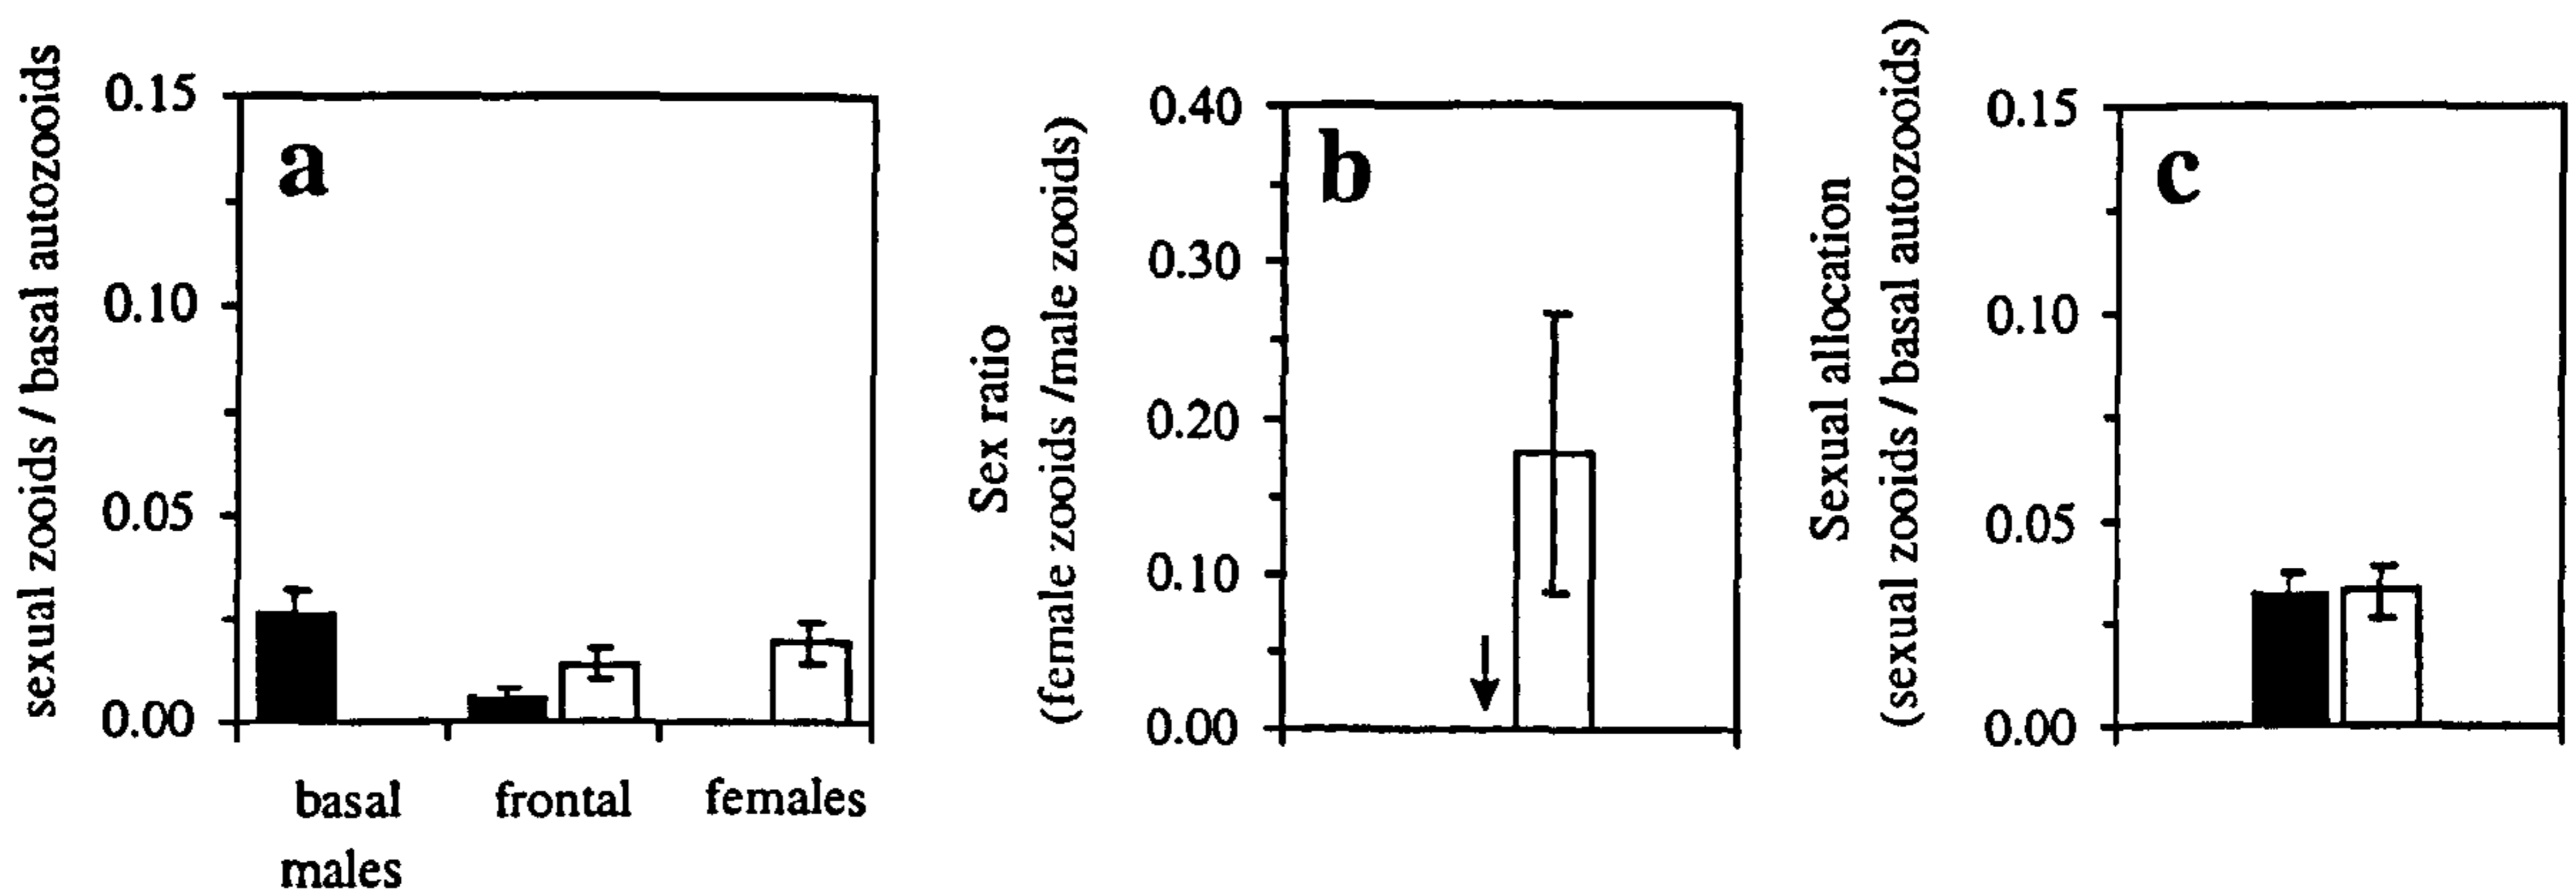 sexual zooids / basal autozooids
0.15
0.10
0.05
0.00
a
basal
males
frontal
females
Sex ratio
(female zooids /male zooids)
0.40
0.30
0.20
0.10
0.00
b
Sexual allocation
(sexual zooids / basal autozooids)
0.15
0.10
0.05
0.00
c